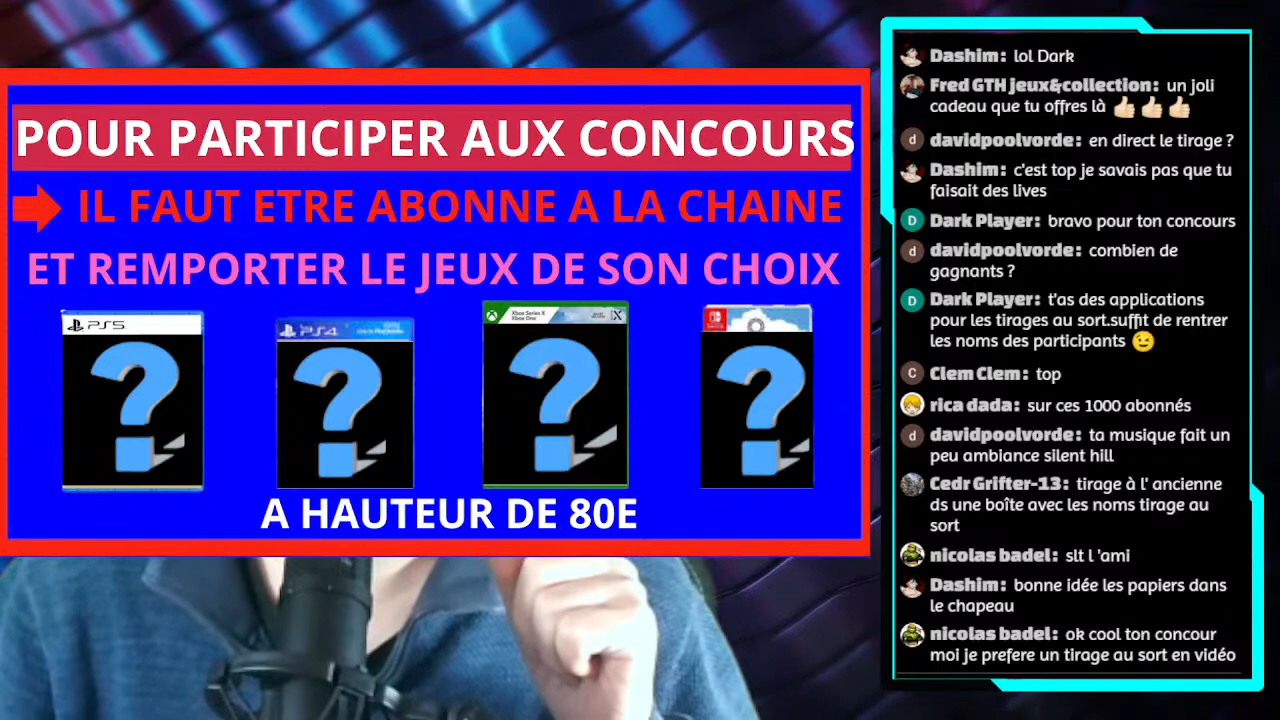 POUR PARTICIPER AUX CONCOURS
IL FAUT ETRE ABONNE A LA CHAINE
ET REMPORTER LE JEUX DE SON CHOIX
PS5
PS4
Xbox Series X
Xbox One
X
?
?
?
?
A HAUTEUR DE 80E
Dashim: lol Dark
Fred GTH jeux&collection: un joli
cadeau que tu offres là 👍🏻👍🏻👍🏻
d
davidpoolvorde: en direct le tirage ?
Dashim: c'est top je savais pas que tu
faisait des lives
D
Dark Player: bravo pour ton concours
d
davidpoolvorde: combien de
gagnants ?
D
Dark Player: t'as des applications
pour les tirages au sort.suffit de rentrer
les noms des participants 😉
C
Clem Clem: top
rica dada: sur ces 1000 abonnés
d
davidpoolvorde: ta musique fait un
peu ambiance silent hill
Cedr Grifter-13: tirage à l' ancienne
ds une boîte avec les noms tirage au
sort
nicolas badel: slt l 'ami
Dashim: bonne idée les papiers dans
le chapeau
nicolas badel: ok cool ton concour
moi je prefere un tirage au sort en vidéo